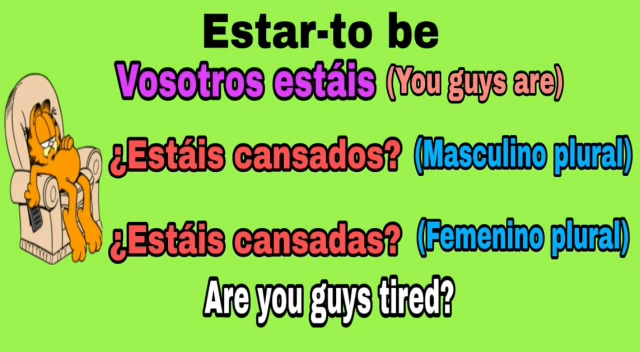 Estar-to be
Vosotros estáis (You guys are)
¿Estáis cansados? (Masculino plural)
¿Estáis cansadas? (Femenino plural)
Are you guys tired?